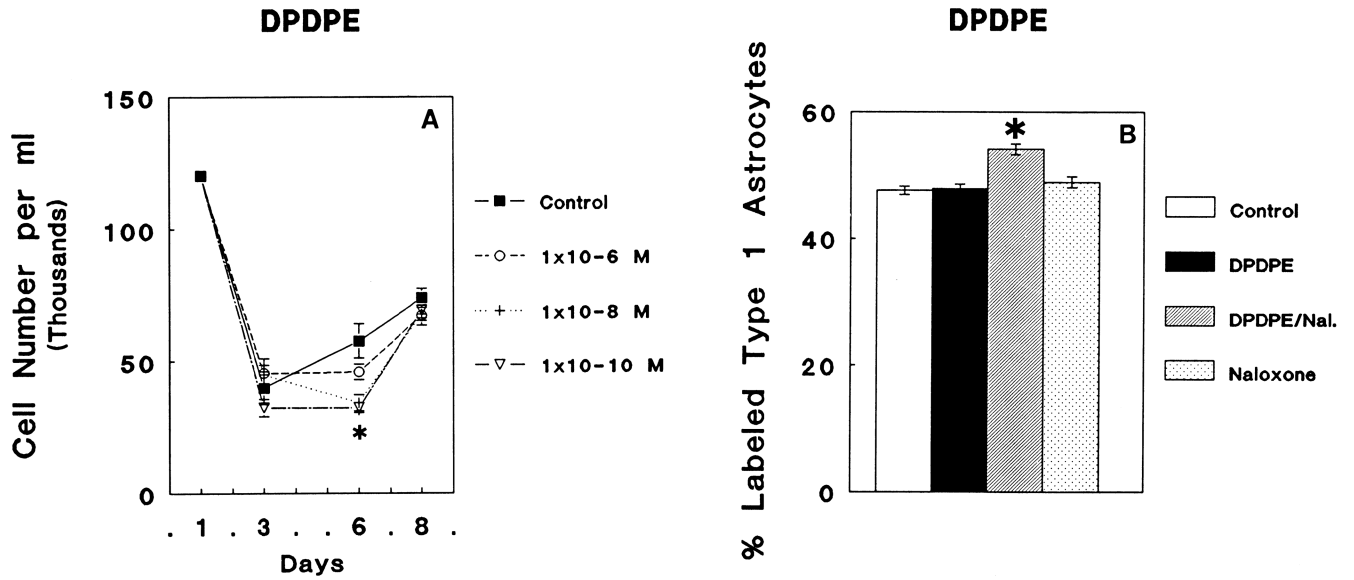 DPDPE
150
100
50
0
Cell Number per ml
(Thousands)
A
*
. 1 . 3 . 6 . 8 .
Days
Control
1x10-6 M
1x10-8 M
1x10-10 M
DPDPE
60
40
20
0
% Labeled Type 1 Astrocytes
*
B
Control
DPDPE
DPDPE/Nal.
Naloxone